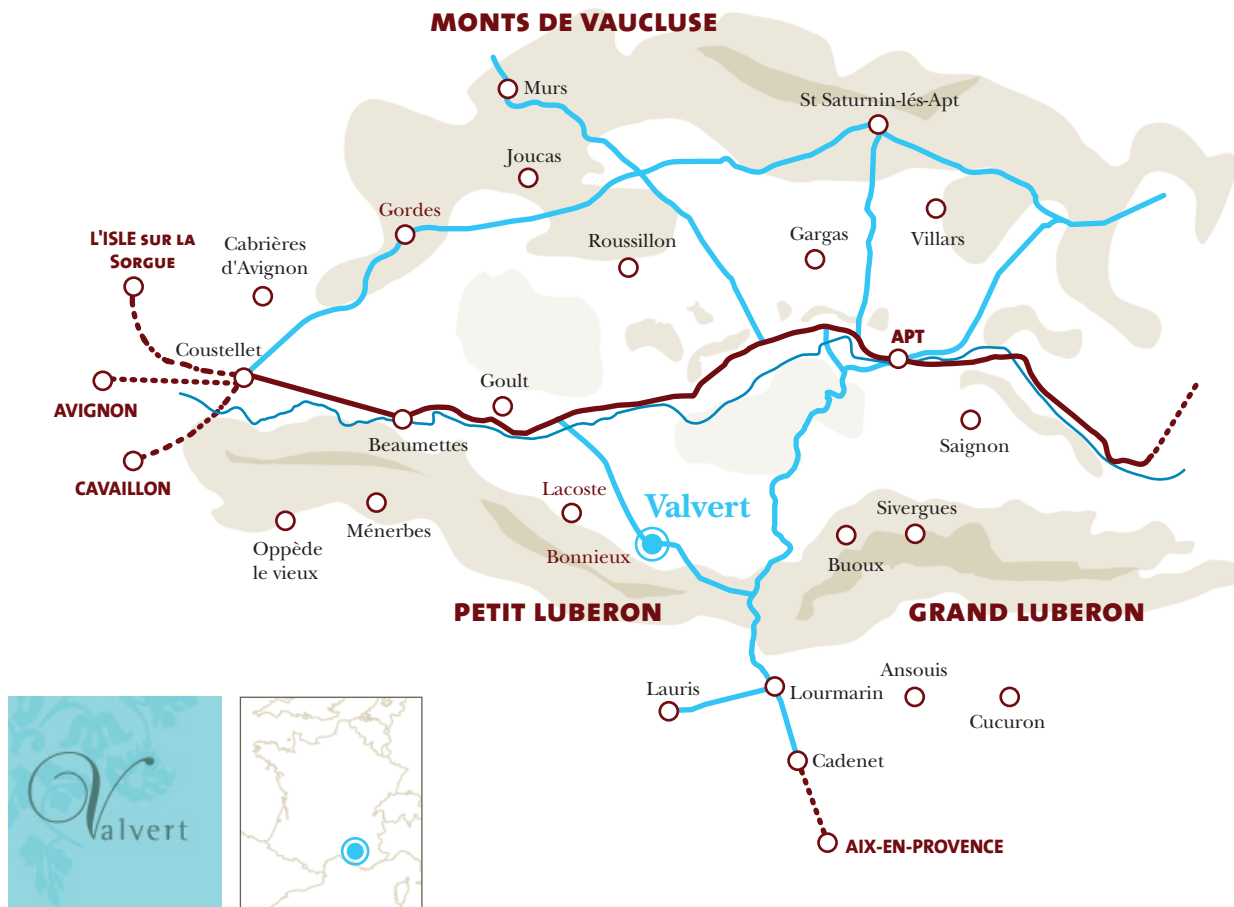 MONTS DE VAUCLUSE
Murs
St Saturnin-lés-Apt
Joucas
Gordes
Villars
L'ISLE SUR LA
SORGUE
Cabrières
d'Avignon
Roussillon
Gargas
Coustellet
APT
Goult
AVIGNON
Beaumettes
Saignon
CAVAILLON
Lacoste
Valvert
Sivergues
Ménerbes
Oppède
le vieux
Bonnieux
Buoux
PETIT LUBERON
GRAND LUBERON
Ansouis
Lauris
Lourmarin
Cucuron
Cadenet
Valvert
AIX-EN-PROVENCE